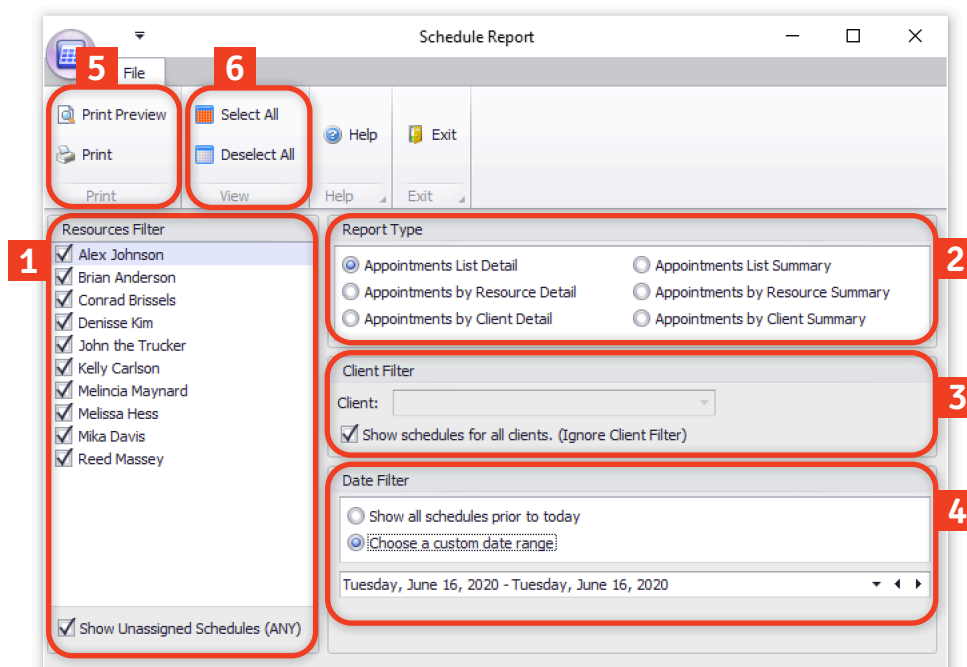 Schedule Report
5
6
File
Print Preview
Print
Print
Select All
Deselect All
View
Help
Help
Exit
Exit
1
Resources Filter
Alex Johnson
Brian Anderson
Conrad Brissels
Denisse Kim
John the Trucker
Kelly Carlson
Melincia Maynard
Melissa Hess
Mika Davis
Reed Massey
Show Unassigned Schedules (ANY)
2
Report Type
Appointments List Detail
Appointments List Summary
Appointments by Resource Detail
Appointments by Resource Summary
Appointments by Client Detail
Appointments by Client Summary
3
Client Filter
Client:
Show schedules for all clients. (Ignore Client Filter)
4
Date Filter
Show all schedules prior to today
Choose a custom date range
Tuesday, June 16, 2020 - Tuesday, June 16, 2020